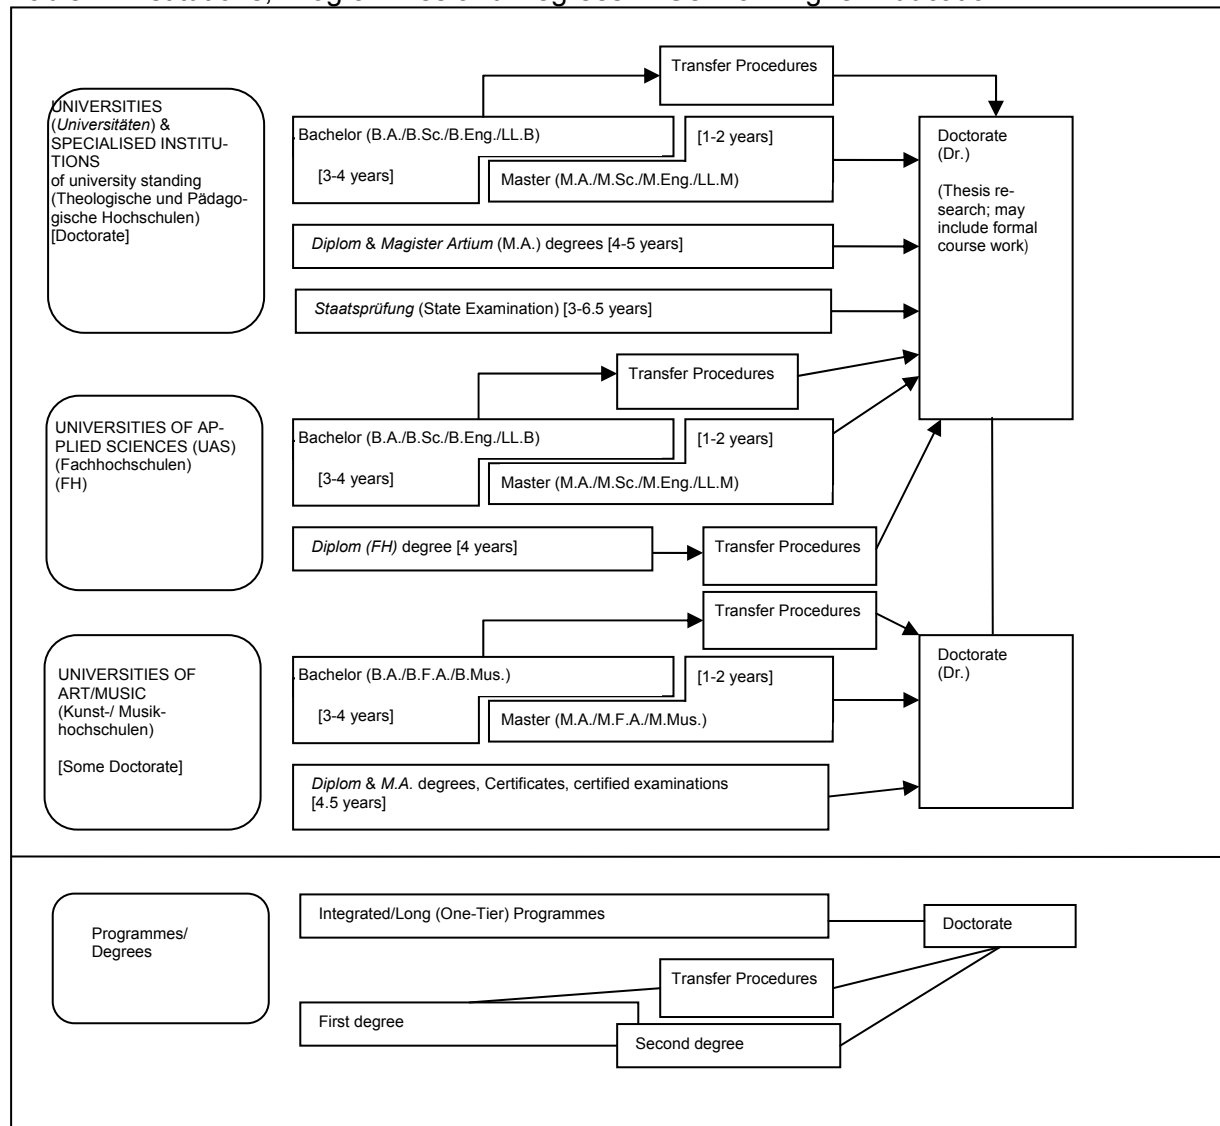 Transfer Procedures
UNIVERSITIES
(Universitäten) &
SPECIALISED INSTITU-
TIONS
of university standing
(Theologische und Pädago-
gische Hochschulen)
[Doctorate]
Bachelor (B.A./B.Sc./B.Eng./LL.B)
[3-4 years]
[1-2 years]
Master (M.A./M.Sc./M.Eng./LL.M)
Doctorate
(Dr.)
(Thesis re-
search; may
include formal
course work)
Diplom & Magister Artium (M.A.) degrees [4-5 years]
Staatsprüfung (State Examination) [3-6.5 years]
Transfer Procedures
UNIVERSITIES OF AP-
PLIED SCIENCES (UAS)
(Fachhochschulen)
(FH)
Bachelor (B.A./B.Sc./B.Eng./LL.B)
[3-4 years]
[1-2 years]
Master (M.A./M.Sc./M.Eng./LL.M)
Diplom (FH) degree [4 years]
Transfer Procedures
Transfer Procedures
UNIVERSITIES OF
ART/MUSIC
(Kunst-/ Musik-
hochschulen)
[Some Doctorate]
Bachelor (B.A./B.F.A./B.Mus.)
[3-4 years]
[1-2 years]
Master (M.A./M.F.A./M.Mus.)
Doctorate
(Dr.)
Diplom & M.A. degrees, Certificates, certified examinations
[4.5 years]
Programmes/
Degrees
Integrated/Long (One-Tier) Programmes
Doctorate
Transfer Procedures
First degree
Second degree